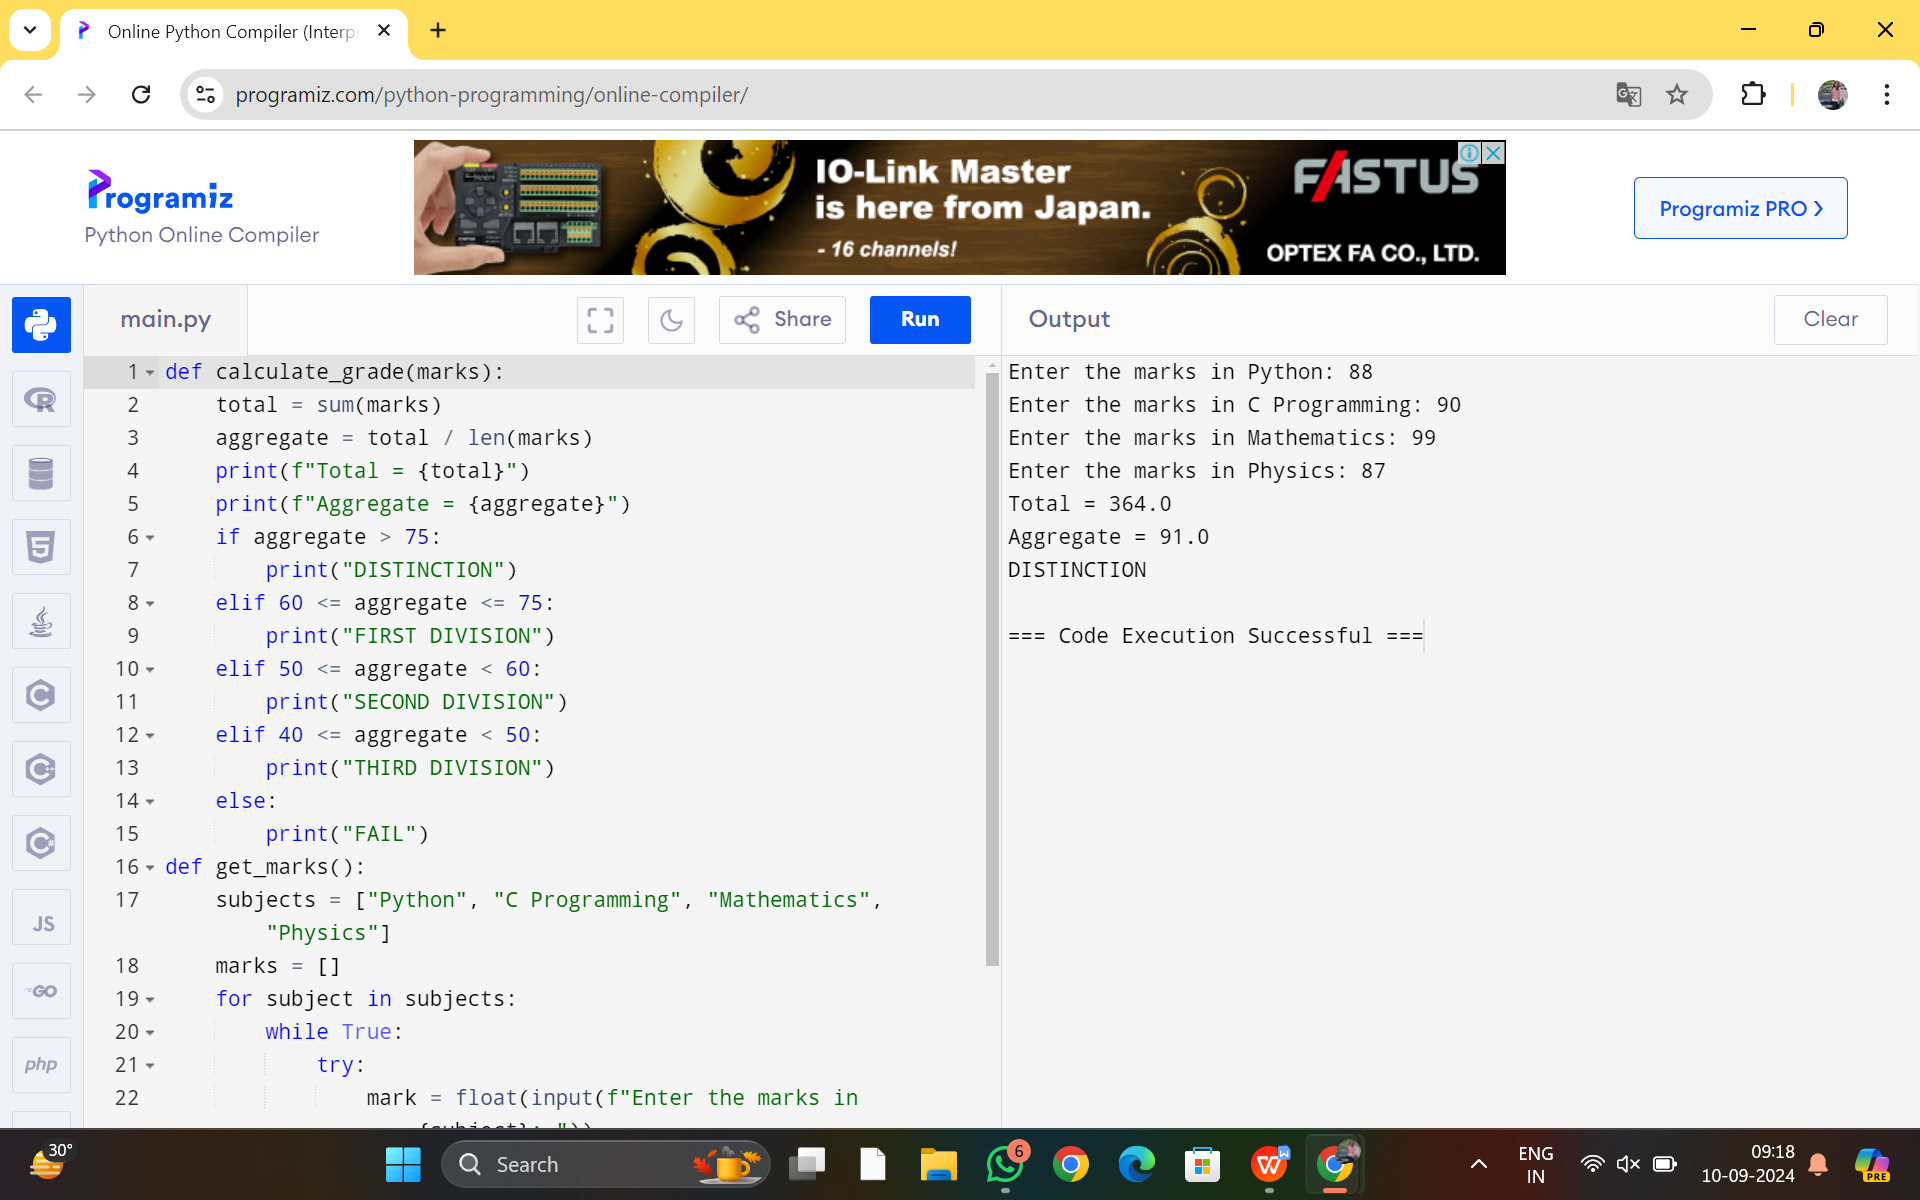 Online Python Compiler (Interp
programiz.com/python-programming/online-compiler/
Programiz
Python Online Compiler
IO-Link Master
is here from Japan.
- 16 channels!
FASTUS
OPTEX FA CO., LTD.
Programiz PRO
main.py
Share
Run
Output
Clear
1 def calculate_grade(marks):
2 total = sum(marks)
3 aggregate = total / len(marks)
4 print(f"Total = {total}")
5 print(f"Aggregate = {aggregate}")
6 if aggregate > 75:
7 print("DISTINCTION")
8 elif 60 <= aggregate <= 75:
9 print("FIRST DIVISION")
10 elif 50 <= aggregate < 60:
11 print("SECOND DIVISION")
12 elif 40 <= aggregate < 50:
13 print("THIRD DIVISION")
14 else:
15 print("FAIL")
16 def get_marks():
17 subjects = ["Python", "C Programming", "Mathematics",
"Physics"]
18 marks = []
19 for subject in subjects:
20 while True:
21 try:
22 mark = float(input(f"Enter the marks in
{subject}: "))
Enter the marks in Python: 88
Enter the marks in C Programming: 90
Enter the marks in Mathematics: 99
Enter the marks in Physics: 87
Total = 364.0
Aggregate = 91.0
DISTINCTION
=== Code Execution Successful ===
JS
GO
php
30°
Search
6
ENG
IN
09:18
10-09-2024
PRE